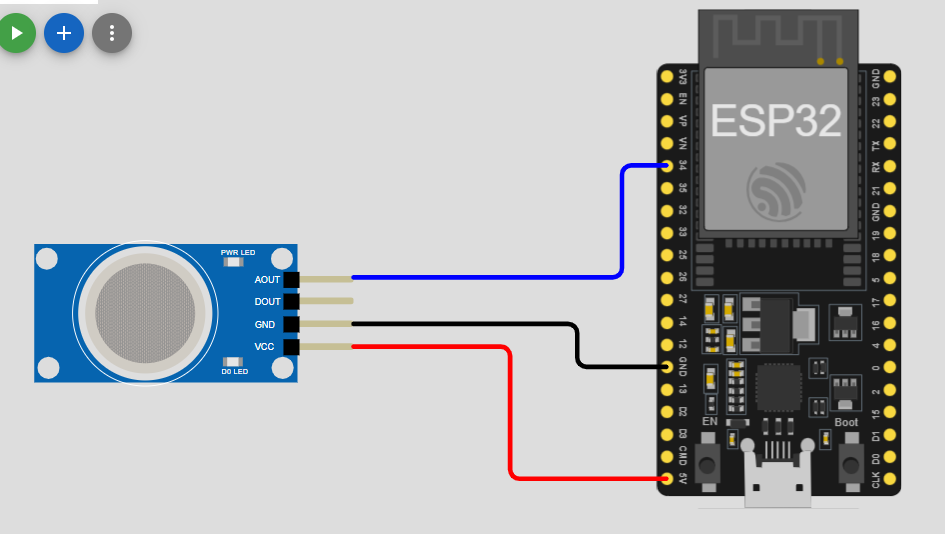 PWR LED
AOUT
DOUT
GND
VCC
D0 LED
ESP32
3V3
EN
VP
VN
34
35
32
33
25
26
27
14
12
GND
13
D2
D3
CMD
5V
GND
23
22
TX
RX
21
GND
19
18
5
17
16
4
0
2
15
D1
D0
CLK
EN
Boot